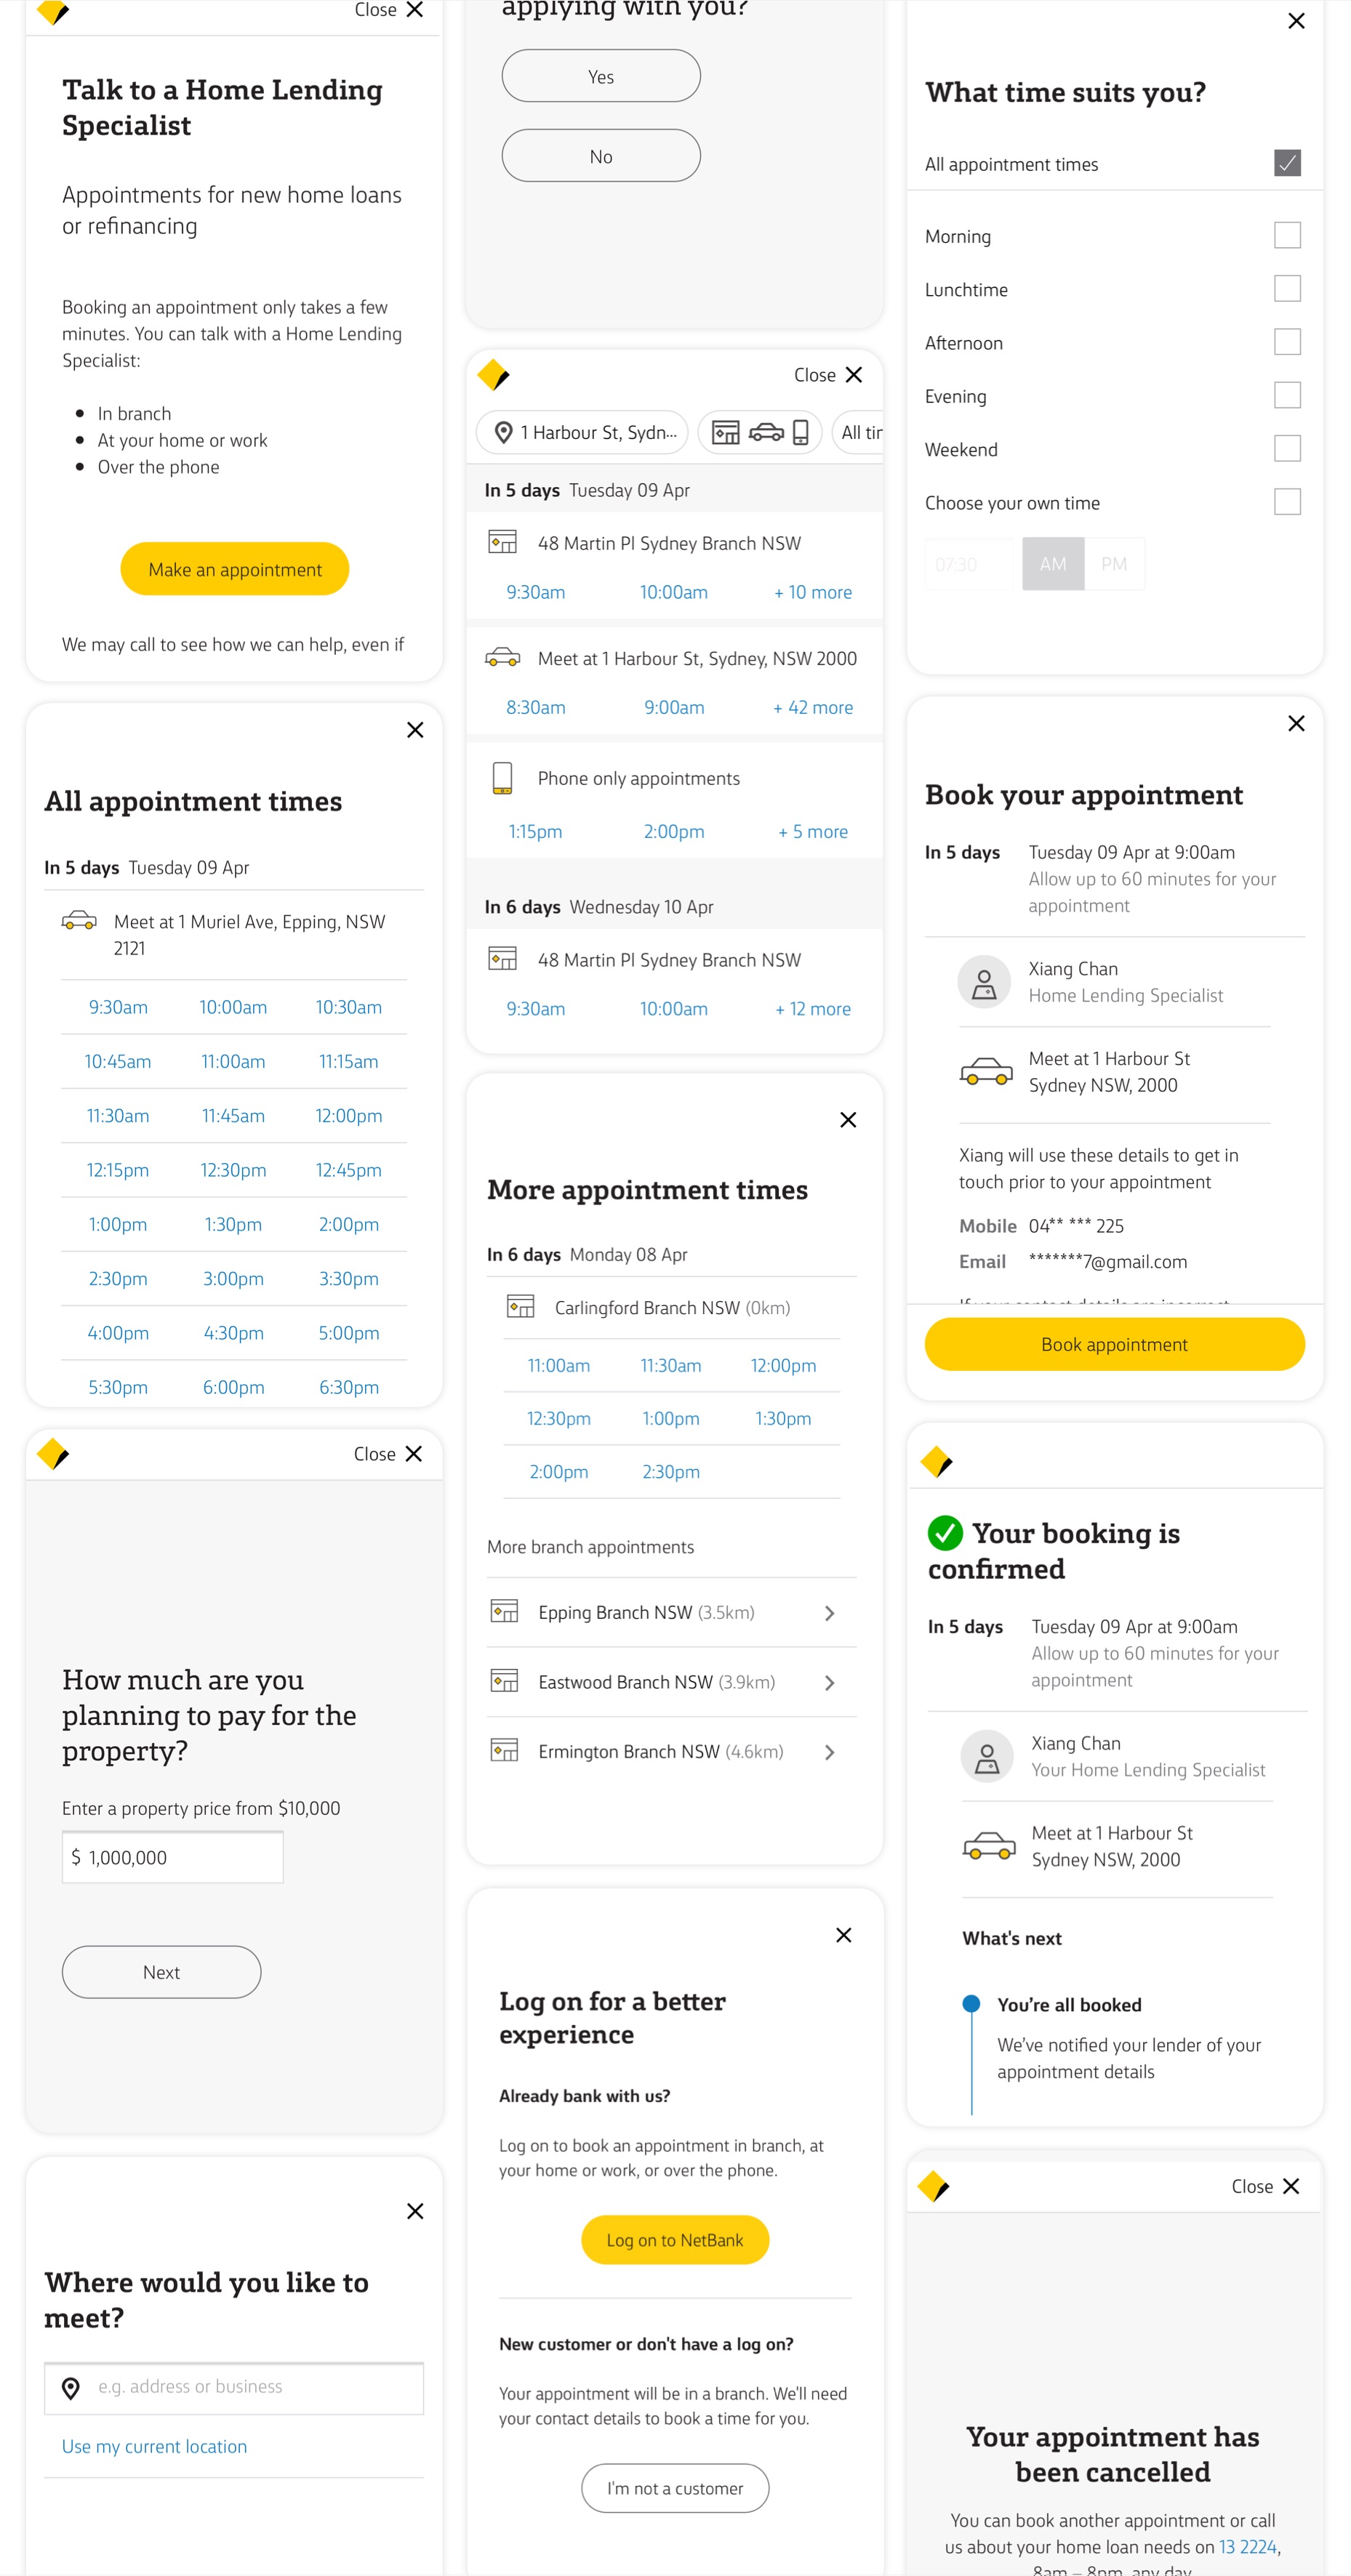 Close
Talk to a Home Lending
Specialist
Appointments for new home loans
or refinancing
Booking an appointment only takes a few
minutes. You can talk with a Home Lending
Specialist:
In branch
At your home or work
Over the phone
Make an appointment
We may call to see how we can help, even if
All appointment times
In 5 days Tuesday 09 Apr
Meet at 1 Muriel Ave, Epping, NSW
2121
9:30am 10:00am 10:30am
10:45am 11:00am 11:15am
11:30am 11:45am 12:00pm
12:15pm 12:30pm 12:45pm
1:00pm 1:30pm 2:00pm
2:30pm 3:00pm 3:30pm
4:00pm 4:30pm 5:00pm
5:30pm 6:00pm 6:30pm
Close
How much are you
planning to pay for the
property?
Enter a property price from $10,000
$ 1,000,000
Next
Where would you like to
meet?
e.g. address or business
Use my current location
applying with you?
Yes
No
Close
1 Harbour St, Sydn...
All tir
In 5 days Tuesday 09 Apr
48 Martin Pl Sydney Branch NSW
9:30am 10:00am + 10 more
Meet at 1 Harbour St, Sydney, NSW 2000
8:30am 9:00am + 42 more
Phone only appointments
1:15pm 2:00pm + 5 more
In 6 days Wednesday 10 Apr
48 Martin Pl Sydney Branch NSW
9:30am 10:00am + 12 more
More appointment times
In 6 days Monday 08 Apr
Carlingford Branch NSW (0km)
11:00am 11:30am 12:00pm
12:30pm 1:00pm 1:30pm
2:00pm 2:30pm
More branch appointments
Epping Branch NSW (3.5km)
Eastwood Branch NSW (3.9km)
Ermington Branch NSW (4.6km)
Log on for a better
experience
Already bank with us?
Log on to book an appointment in branch, at
your home or work, or over the phone.
Log on to NetBank
New customer or don't have a log on?
Your appointment will be in a branch. We'll need
your contact details to book a time for you.
I'm not a customer
What time suits you?
All appointment times
Morning
Lunchtime
Afternoon
Evening
Weekend
Choose your own time
07:30 AM PM
Book your appointment
In 5 days Tuesday 09 Apr at 9:00am
Allow up to 60 minutes for your
appointment
Xiang Chan
Home Lending Specialist
Meet at 1 Harbour St
Sydney NSW, 2000
Xiang will use these details to get in
touch prior to your appointment
Mobile 04** *** 225
Email *******7@gmail.com
If your contact details are incorrect
Book appointment
Your booking is
confirmed
In 5 days Tuesday 09 Apr at 9:00am
Allow up to 60 minutes for your
appointment
Xiang Chan
Your Home Lending Specialist
Meet at 1 Harbour St
Sydney NSW, 2000
What's next
You're all booked
We've notified your lender of your
appointment details
Close
Your appointment has
been cancelled
You can book another appointment or call
us about your home loan needs on 13 2224,
8am – 8pm, any day